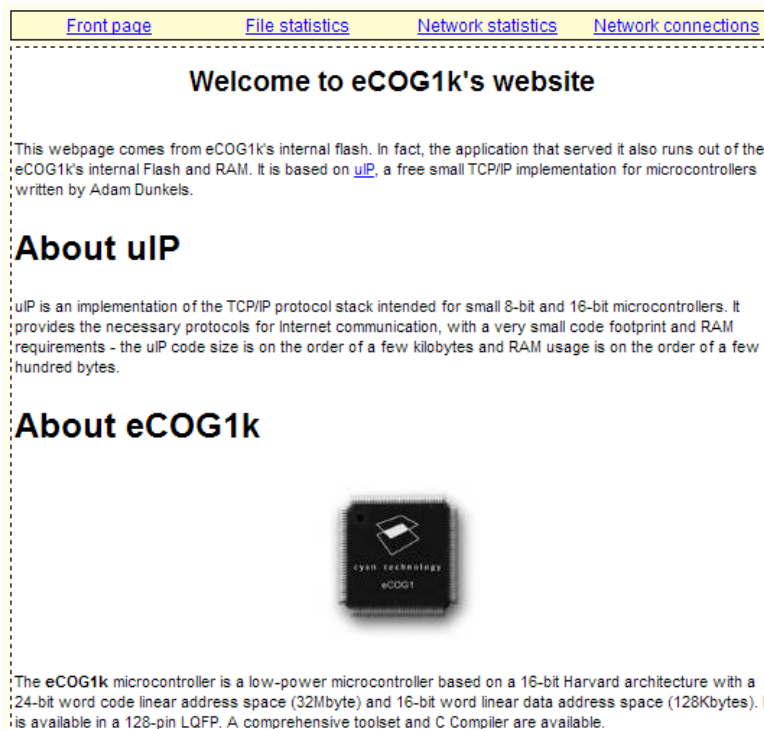 Front page File statistics Network statistics Network connections
Welcome to eCOG1k's website
This webpage comes from eCOG1k's internal flash. In fact, the application that served it also runs out of the
eCOG1k's internal Flash and RAM. It is based on uIP, a free small TCP/IP implementation for microcontrollers
written by Adam Dunkels.
About uIP
uIP is an implementation of the TCP/IP protocol stack intended for small 8-bit and 16-bit microcontrollers. It
provides the necessary protocols for Internet communication, with a very small code footprint and RAM
requirements - the uIP code size is on the order of a few kilobytes and RAM usage is on the order of a few
hundred bytes.
About eCOG1k
cyan technology
eCOG1
The eCOG1k microcontroller is a low-power microcontroller based on a 16-bit Harvard architecture with a
24-bit word code linear address space (32Mbyte) and 16-bit word linear data address space (128Kbytes).
is available in a 128-pin LQFP. A comprehensive toolset and C Compiler are available.